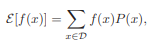 ℰ[f(x)] = ∑_{x∈𝒟} f(x)P(x),